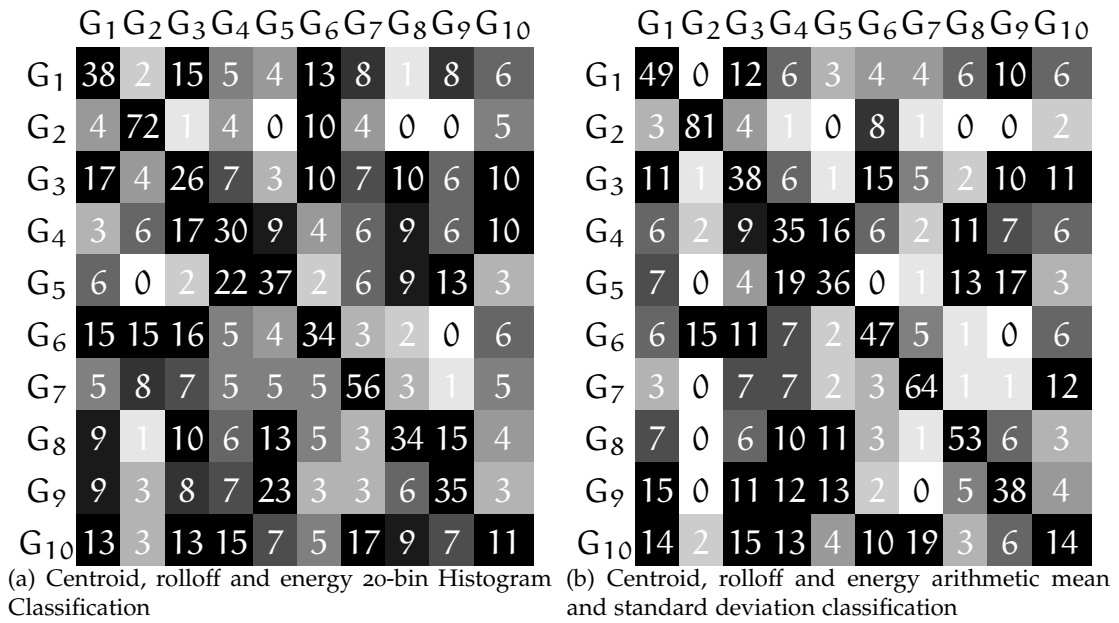 G1 G2 G3 G4 G5 G6 G7 G8 G9 G10
G1 38 2 15 5 4 13 8 1 8 6
G2 4 72 1 4 0 10 4 0 0 5
G3 17 4 26 7 3 10 7 10 6 10
G4 3 6 17 30 9 4 6 9 6 10
G5 6 0 2 22 37 2 6 9 13 3
G6 15 15 16 5 4 34 3 2 0 6
G7 5 8 7 5 5 5 56 3 1 5
G8 9 1 10 6 13 5 3 34 15 4
G9 9 3 8 7 23 3 3 6 35 3
G10 13 3 13 15 7 5 17 9 7 11
(a) Centroid, rolloff and energy 20-bin Histogram
Classification
G1 G2 G3 G4 G5 G6 G7 G8 G9 G10
G1 49 0 12 6 3 4 4 6 10 6
G2 3 81 4 1 0 8 1 0 0 2
G3 11 1 38 6 1 15 5 2 10 11
G4 6 2 9 35 16 6 2 11 7 6
G5 7 0 4 19 36 0 1 13 17 3
G6 6 15 11 7 2 47 5 1 0 6
G7 3 0 7 7 2 3 64 1 1 12
G8 7 0 6 10 11 3 1 53 6 3
G9 15 0 11 12 13 2 0 5 38 4
G10 14 2 15 13 4 10 19 3 6 14
(b) Centroid, rolloff and energy arithmetic mean
and standard deviation classification